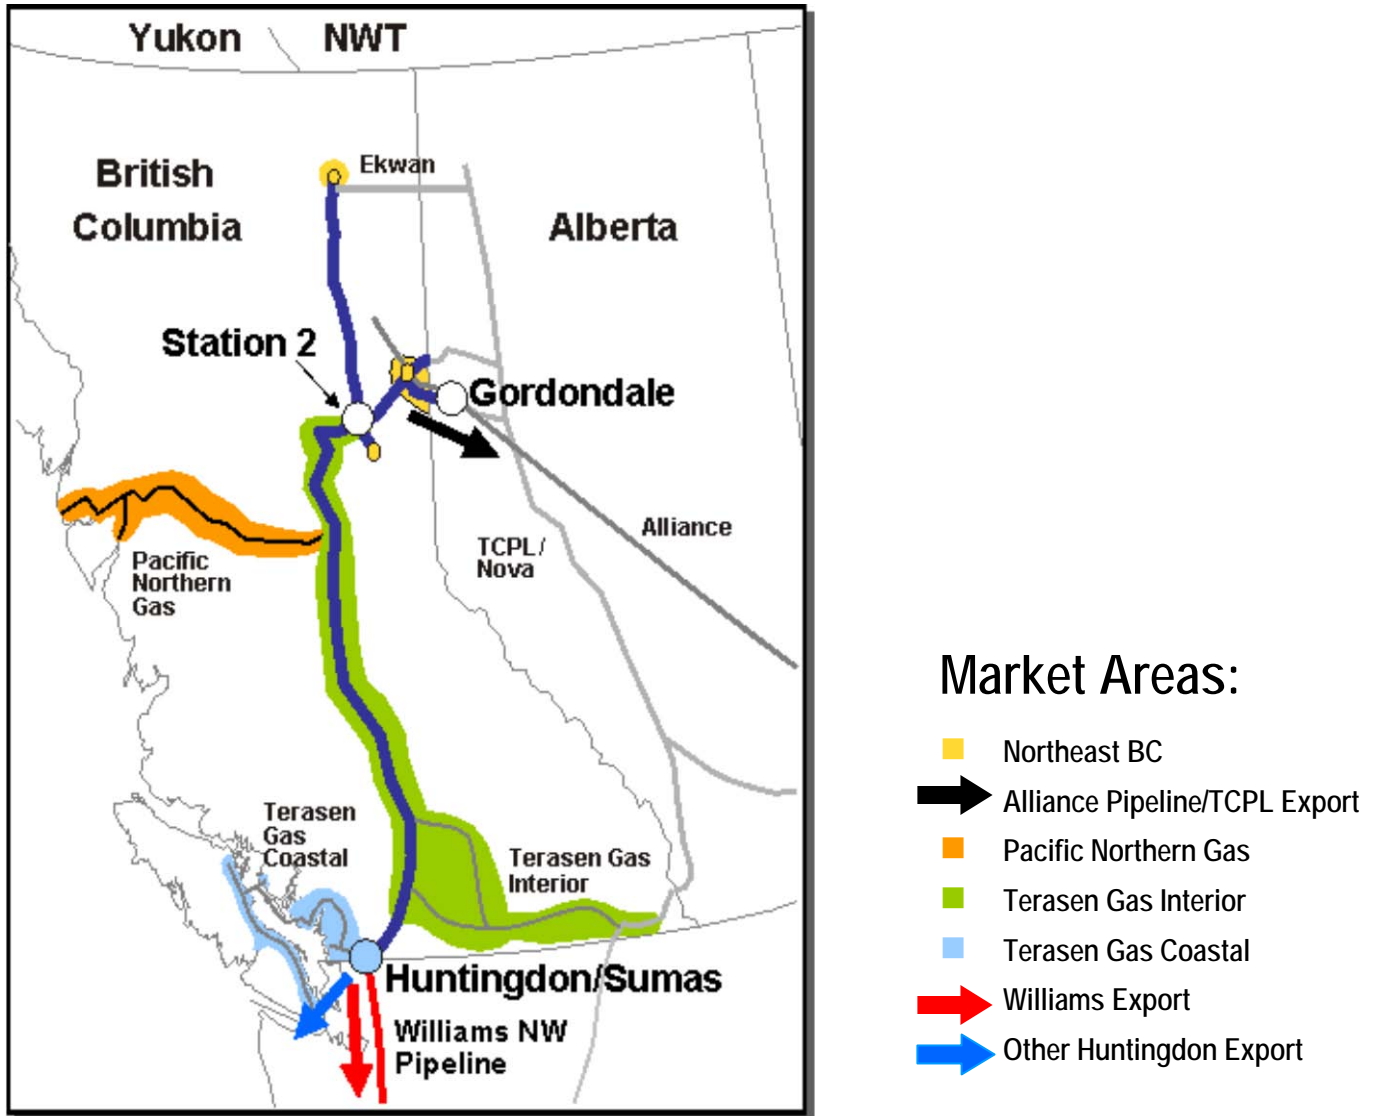 Yukon NWT
British
Columbia
Ekwan
Alberta
Station 2
Gordondale
Alliance
TCPL/
Nova
Pacific
Northern
Gas
Terasen
Gas
Coastal
Terasen Gas
Interior
Huntingdon/Sumas
Williams NW
Pipeline
Market Areas:
Northeast BC
Alliance Pipeline/TCPL Export
Pacific Northern Gas
Terasen Gas Interior
Terasen Gas Coastal
Williams Export
Other Huntingdon Export